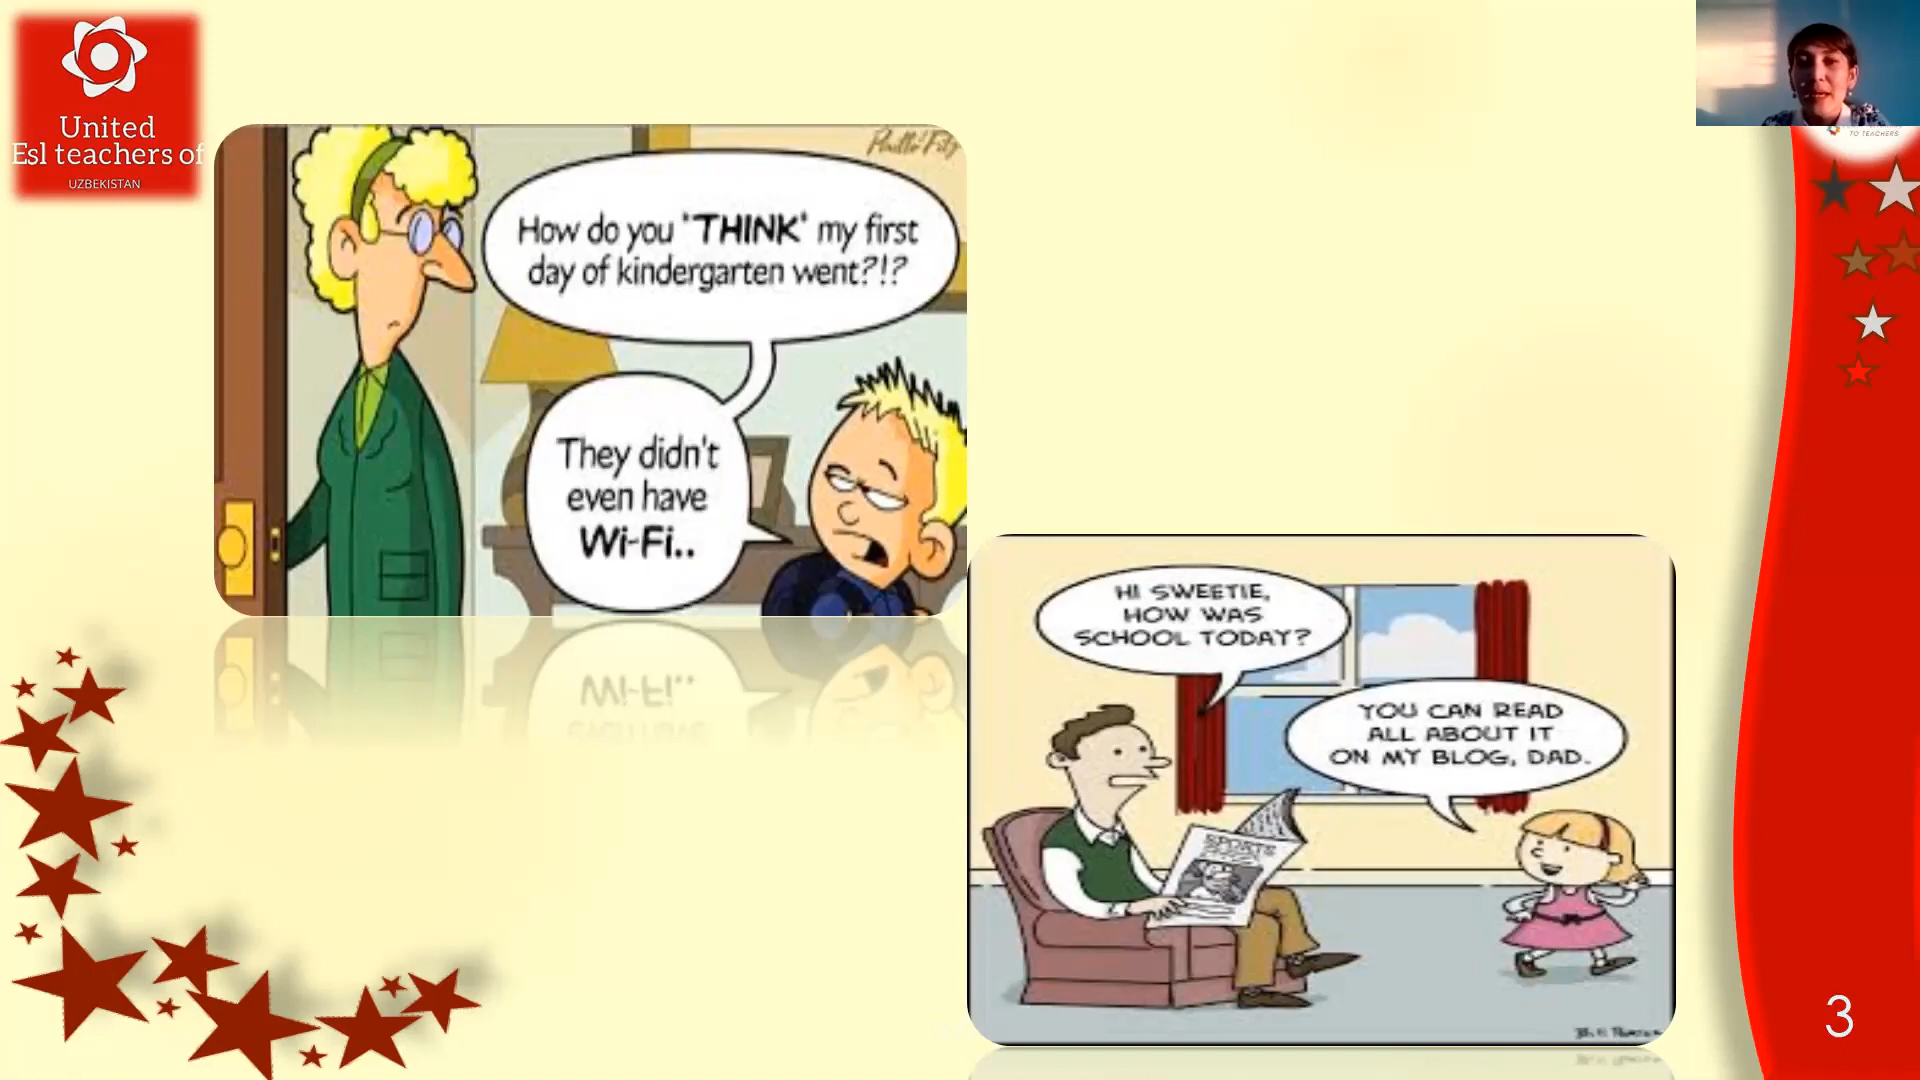 United
Esl teachers of
UZBEKISTAN
TO TEACHERS
How do you 'THINK' my first
day of kindergarten went?!?
They didn't
even have
Wi-Fi..
HI SWEETIE,
HOW WAS
SCHOOL TODAY?
YOU CAN READ
ALL ABOUT IT
ON MY BLOG, DAD.
SPORTS
3